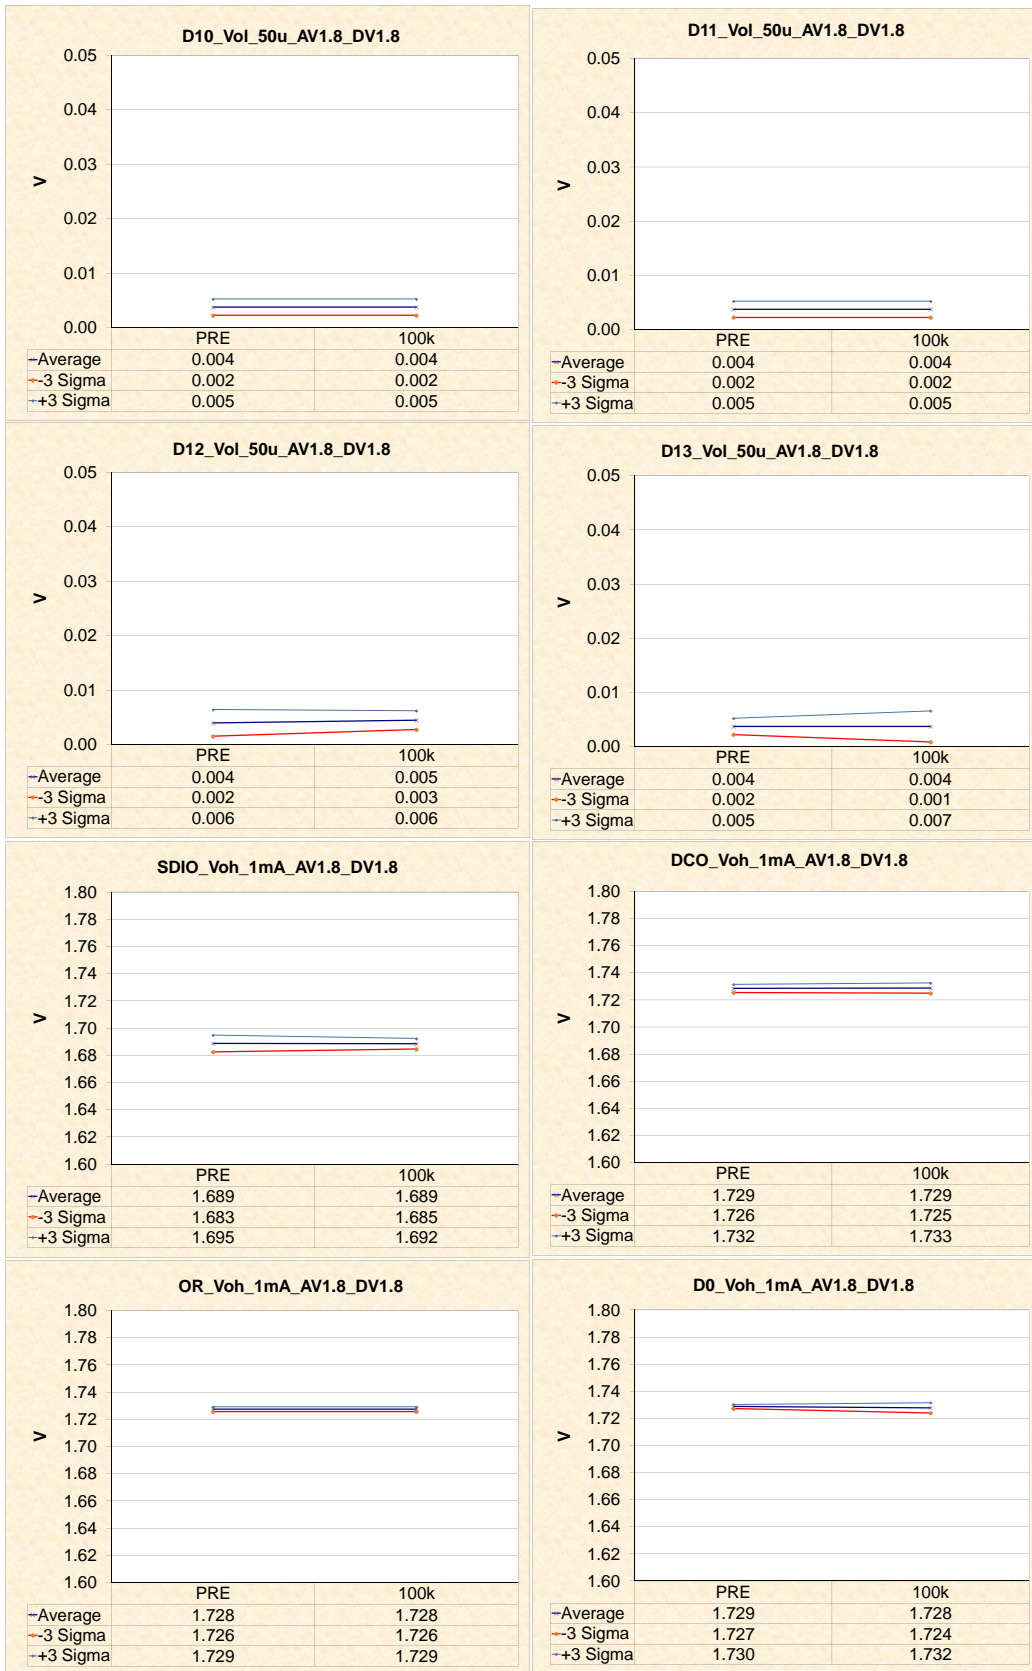 D10_Vol_50u_AV1.8_DV1.8
0.05
0.04
0.03
V
0.02
0.01
0.00
PRE 100k
Average 0.004 0.004
-3 Sigma 0.002 0.002
+3 Sigma 0.005 0.005
D11_Vol_50u_AV1.8_DV1.8
0.05
0.04
0.03
V
0.02
0.01
0.00
PRE 100k
Average 0.004 0.004
-3 Sigma 0.002 0.002
+3 Sigma 0.005 0.005
D12_Vol_50u_AV1.8_DV1.8
0.05
0.04
0.03
V
0.02
0.01
0.00
PRE 100k
Average 0.004 0.005
-3 Sigma 0.002 0.003
+3 Sigma 0.006 0.006
D13_Vol_50u_AV1.8_DV1.8
0.05
0.04
0.03
V
0.02
0.01
0.00
PRE 100k
Average 0.004 0.004
-3 Sigma 0.002 0.001
+3 Sigma 0.005 0.007
SDIO_Voh_1mA_AV1.8_DV1.8
1.80
1.78
1.76
1.74
1.72
V
1.70
1.68
1.66
1.64
1.62
1.60
PRE 100k
Average 1.689 1.689
-3 Sigma 1.683 1.685
+3 Sigma 1.695 1.692
DCO_Voh_1mA_AV1.8_DV1.8
1.80
1.78
1.76
1.74
1.72
V
1.70
1.68
1.66
1.64
1.62
1.60
PRE 100k
Average 1.729 1.729
-3 Sigma 1.726 1.725
+3 Sigma 1.732 1.733
OR_Voh_1mA_AV1.8_DV1.8
1.80
1.78
1.76
1.74
1.72
V
1.70
1.68
1.66
1.64
1.62
1.60
PRE 100k
Average 1.728 1.728
-3 Sigma 1.726 1.726
+3 Sigma 1.729 1.729
D0_Voh_1mA_AV1.8_DV1.8
1.80
1.78
1.76
1.74
1.72
V
1.70
1.68
1.66
1.64
1.62
1.60
PRE 100k
Average 1.729 1.728
-3 Sigma 1.727 1.724
+3 Sigma 1.730 1.732